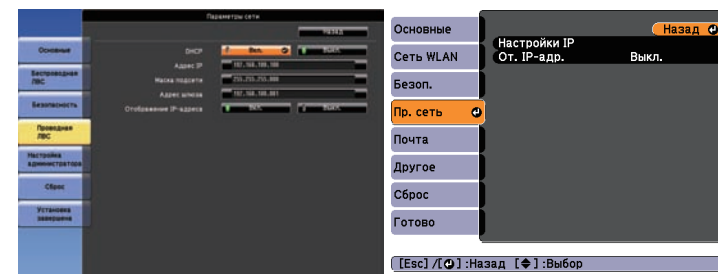 Параметры сети
НАЗАД
Основные
Беспроводная
ЛВС
Безопасность
Проводная
ЛВС
Настройка
администратора
Сброс
Установка
завершена
DHCP
Вкл.
Выкл.
Адрес IP
Маска подсети
Адрес шлюза
Отображение IP-адреса
Вкл.
Выкл.
Основные
Сеть WLAN
Безоп.
Пр. сеть
Почта
Другое
Сброс
Готово
Назад
Настройки IP
От. IP-адр. Выкл.
[Esc] /[ ] :Назад [ ] :Выбор